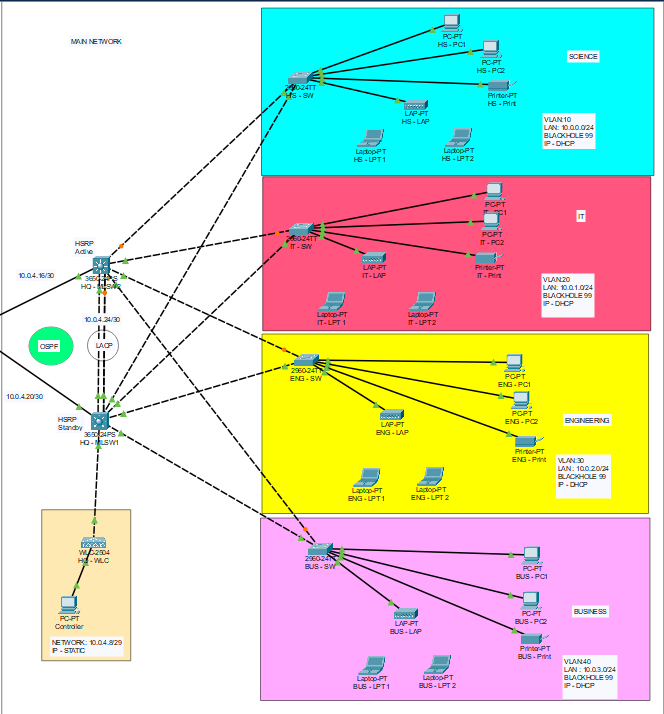 MAIN NETWORK
PC-PT
HS - PC1
PC-PT
HS - PC2
SCIENCE
2960-24TT
HS - SW
Printer-PT
HS - Print
LAP-PT
HS - LAP
VLAN:10
LAN: 10.0.0.0/24
BLACKHOLE 99
IP - DHCP
Laptop-PT
HS - LPT 1
Laptop-PT
HS - LPT 2
PC-PT
IT - PC1
IT
2960-24TT
IT - SW
PC-PT
IT - PC2
LAP-PT
IT - LAP
Printer-PT
IT - Print
VLAN:20
LAN: 10.0.1.0/24
BLACKHOLE 99
IP - DHCP
Laptop-PT
IT - LPT 1
Laptop-PT
IT - LPT 2
HSRP
Active
10.0.4.16/30
3650-24PS
HQ - MLSW2
10.0.4.24/30
OSPF
LACP
10.0.4.20/30
HSRP
Standby
3650-24PS
HQ - MLSW1
2960-24TT
ENG - SW
PC-PT
ENG - PC1
PC-PT
ENG - PC2
LAP-PT
ENG - LAP
ENGINEERING
Printer-PT
ENG - Print
VLAN:30
LAN : 10.0.2.0/24
BLACKHOLE 99
IP - DHCP
Laptop-PT
ENG - LPT 1
Laptop-PT
ENG - LPT 2
WLC-2504
HQ - WLC
PC-PT
Controller
NETWORK: 10.0.4.8/29
IP - STATIC
2960-24TT
BUS - SW
PC-PT
BUS - PC1
PC-PT
BUS - PC2
BUSINESS
LAP-PT
BUS - LAP
Printer-PT
BUS - Print
VLAN:40
LAN : 10.0.3.0/24
BLACKHOLE 99
IP - DHCP
Laptop-PT
BUS - LPT 1
Laptop-PT
BUS - LPT 2